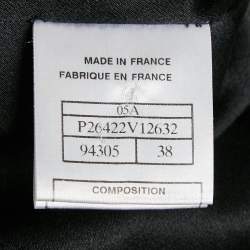 MADE IN FRANCE
FABRIQUE EN FRANCE
05A
P26422V12632
94305 38
COMPOSITION